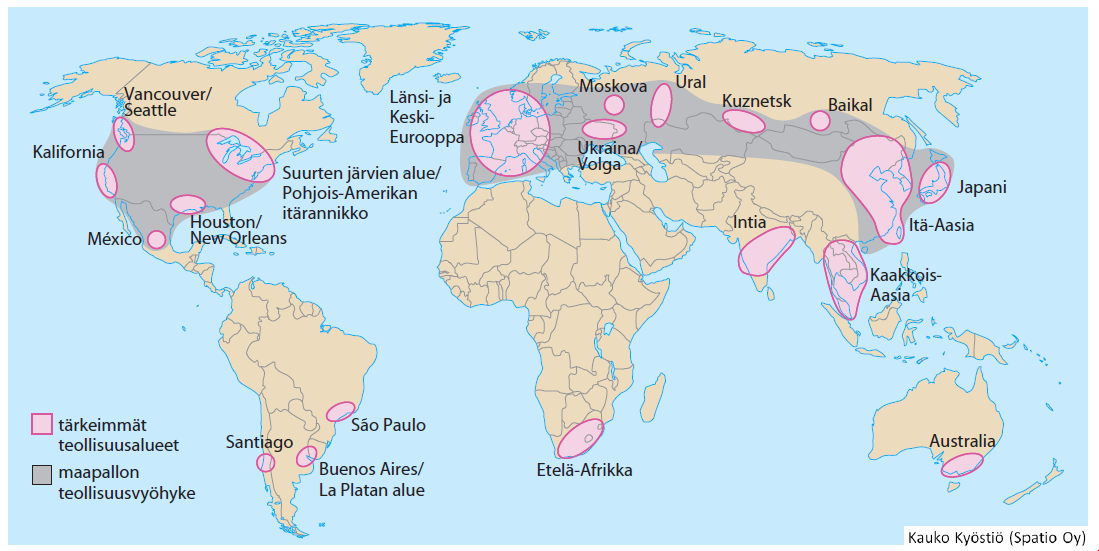 Vancouver/
Seattle
Kalifornia
Suurten järvien alue/
Pohjois-Amerikan
itärannikko
Houston/
New Orleans
México
Länsi- ja
Keski-
Eurooppa
Moskova
Ural
Kuznetsk
Baikal
Ukraina/
Volga
Japani
Itä-Aasia
Intia
Kaakkois-
Aasia
São Paulo
Santiago
Buenos Aires/
La Platan alue
Etelä-Afrikka
Australia
tärkeimmät
teollisuusalueet
maapallon
teollisuusvyöhyke
Kauko Kyöstiö (Spatio Oy)